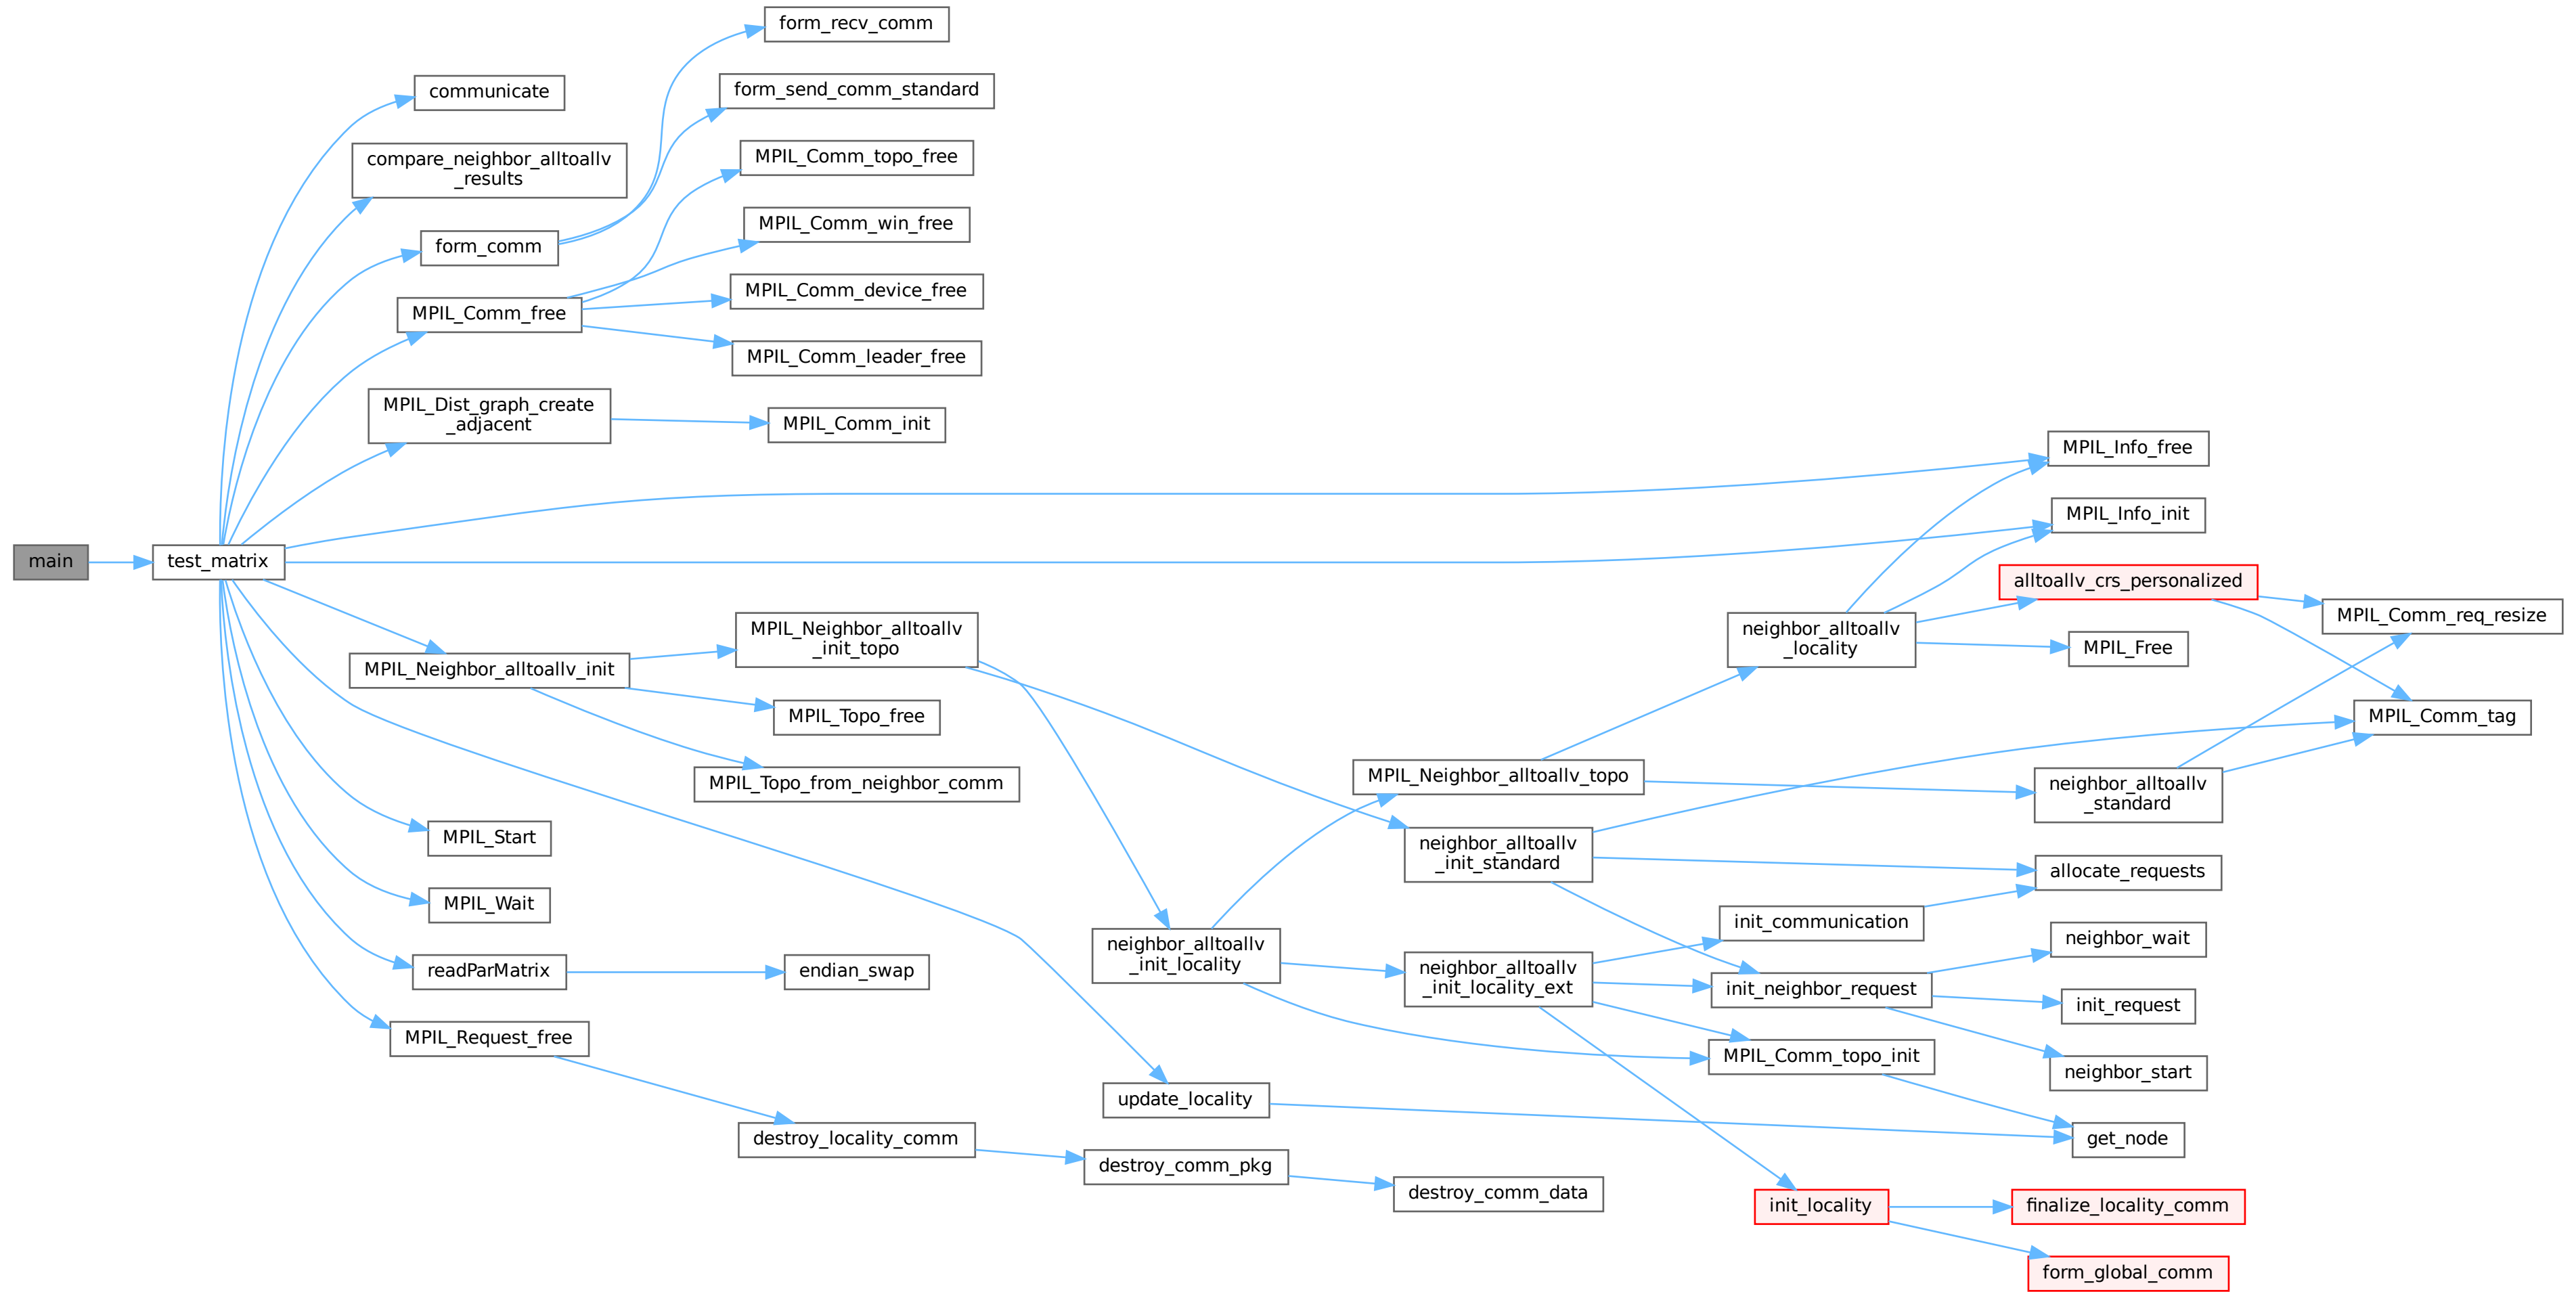 main
test_matrix
communicate
compare_neighbor_alltoallv
_results
form_comm
MPIL_Comm_free
MPIL_Dist_graph_create
_adjacent
MPIL_Neighbor_alltoallv_init
MPIL_Start
MPIL_Wait
readParMatrix
MPIL_Request_free
form_recv_comm
form_send_comm_standard
MPIL_Comm_topo_free
MPIL_Comm_win_free
MPIL_Comm_device_free
MPIL_Comm_leader_free
MPIL_Comm_init
MPIL_Neighbor_alltoallv
_init_topo
MPIL_Topo_free
MPIL_Topo_from_neighbor_comm
endian_swap
destroy_locality_comm
neighbor_alltoallv
_init_locality
update_locality
destroy_comm_pkg
MPIL_Neighbor_alltoallv_topo
neighbor_alltoallv
_init_standard
neighbor_alltoallv
_init_locality_ext
destroy_comm_data
neighbor_alltoallv
_locality
init_communication
init_neighbor_request
MPIL_Comm_topo_init
init_locality
MPIL_Info_free
MPIL_Info_init
alltoallv_crs_personalized
MPIL_Free
neighbor_alltoallv
_standard
allocate_requests
neighbor_wait
init_request
neighbor_start
get_node
finalize_locality_comm
form_global_comm
MPIL_Comm_req_resize
MPIL_Comm_tag